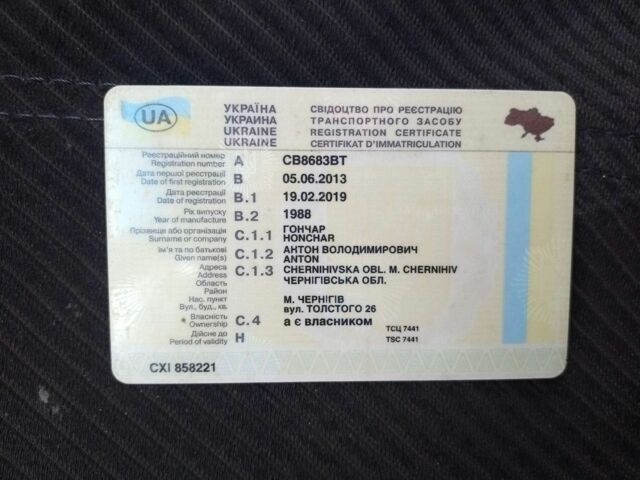 UA
УКРАЇНА
УКРАИНА
UKRAINE
UKRAINE
СВІДОЦТВО ПРО РЕЄСТРАЦІЮ
ТРАНСПОРТНОГО ЗАСОБУ
REGISTRATION CERTIFICATE
CERTIFICAT D'IMMATRICULATION
Реєстраційний номер
Registration number A СВ8683ВТ
Дата першої реєстрації
Date of first registration B 05.06.2013
Дата реєстрації
Date of registration B.1 19.02.2019
Рік випуску
Year of manufacture B.2 1988
Прізвище або організація
Surname or company C.1.1 ГОНЧАР
HONCHAR
Ім'я та по батькові
Given name(s) C.1.2 АНТОН ВОЛОДИМИРОВИЧ
ANTON
Адреса
Address C.1.3 CHERNIHIVSKA OBL. M. CHERNIHIV
Область ЧЕРНІГІВСЬКА ОБЛ.
Район
Нас. пункт М. ЧЕРНІГІВ
Вул., буд., кв. вул. ТОЛСТОГО 26
* Власність
Ownership C.4 а є власником ТСЦ 7441
Дійсне до
Period of validity H TSC 7441
СХІ 858221